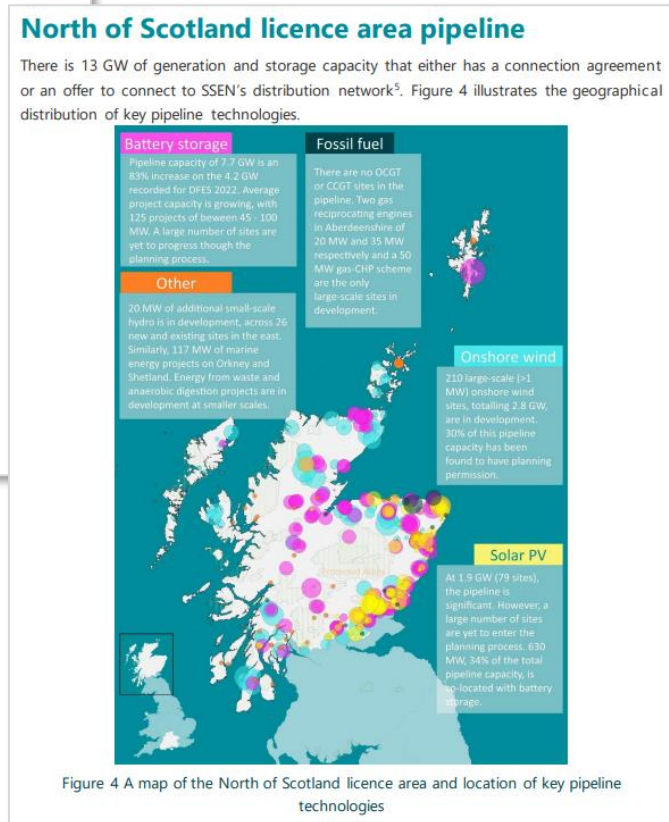 North of Scotland licence area pipeline
There is 13 GW of generation and storage capacity that either has a connection agreement
or an offer to connect to SSEN's distribution network5. Figure 4 illustrates the geographical
distribution of key pipeline technologies.
Battery storage
Pipeline capacity of 7.7 GW is an
83% increase on the 4.2 GW
recorded for DFES 2022. Average
project capacity is growing, with
125 projects of beween 45 - 100
MW. A large number of sites are
yet to progress though the
planning process.
Fossil fuel
There are no OCGT
or CCGT sites in the
pipeline. Two gas
reciprocating engines
in Aberdeenshire of
20 MW and 35 MW
respectively and a 50
MW gas-CHP scheme
are the only
large-scale sites in
development.
Other
20 MW of additional small-scale
hydro is in development, across 26
new and existing sites in the east.
Similarly, 117 MW of marine
energy projects on Orkney and
Shetland. Energy from waste and
anaerobic digestion projects are in
development at smaller scales.
Onshore wind
210 large-scale (>1
MW) onshore wind
sites, totalling 2.8 GW,
are in development.
30% of this pipeline
capacity has been
found to have planning
permission.
Solar PV
At 1.9 GW (79 sites),
the pipeline is
significant. However, a
large number of sites
are yet to enter the
planning process. 630
MW, 34% of the total
pipeline capacity, is
co-located with battery
storage.
Figure 4 A map of the North of Scotland licence area and location of key pipeline
technologies